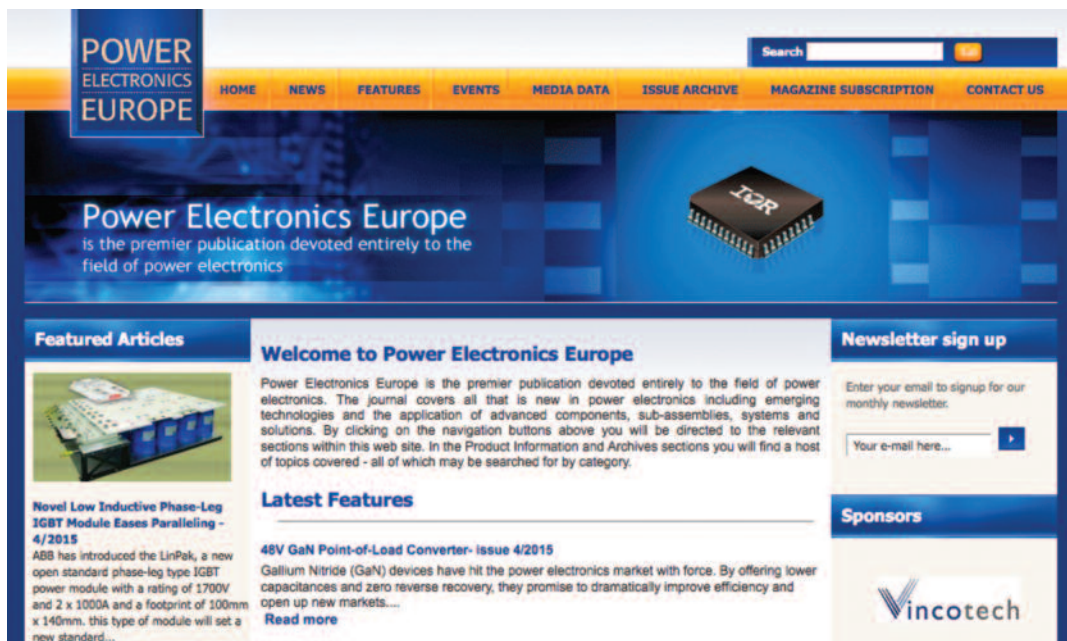 POWER
ELECTRONICS
EUROPE
Search
Go
HOME NEWS FEATURES EVENTS MEDIA DATA ISSUE ARCHIVE MAGAZINE SUBSCRIPTION CONTACT US
Power Electronics Europe
is the premier publication devoted entirely to the
field of power electronics
IOR
Featured Articles
Novel Low Inductive Phase-Leg
IGBT Module Eases Paralleling -
4/2015
ABB has introduced the LinPak, a new
open standard phase-leg type IGBT
power module with a rating of 1700V
and 2 x 1000A and a footprint of 100mm
x 140mm. this type of module will set a
new standard...
Welcome to Power Electronics Europe
Power Electronics Europe is the premier publication devoted entirely to the field of power
electronics. The journal covers all that is new in power electronics including emerging
technologies and the application of advanced components, sub-assemblies, systems and
solutions. By clicking on the navigation buttons above you will be directed to the relevant
sections within this web site. In the Product Information and Archives sections you will find a host
of topics covered - all of which may be searched for by category.
Latest Features
48V GaN Point-of-Load Converter- issue 4/2015
Gallium Nitride (GaN) devices have hit the power electronics market with force. By offering lower
capacitances and zero reverse recovery, they promise to dramatically improve efficiency and
open up new markets....
Read more
Newsletter sign up
Enter your email to signup for our
monthly newsletter.
Your e-mail here...
Sponsors
Vincotech